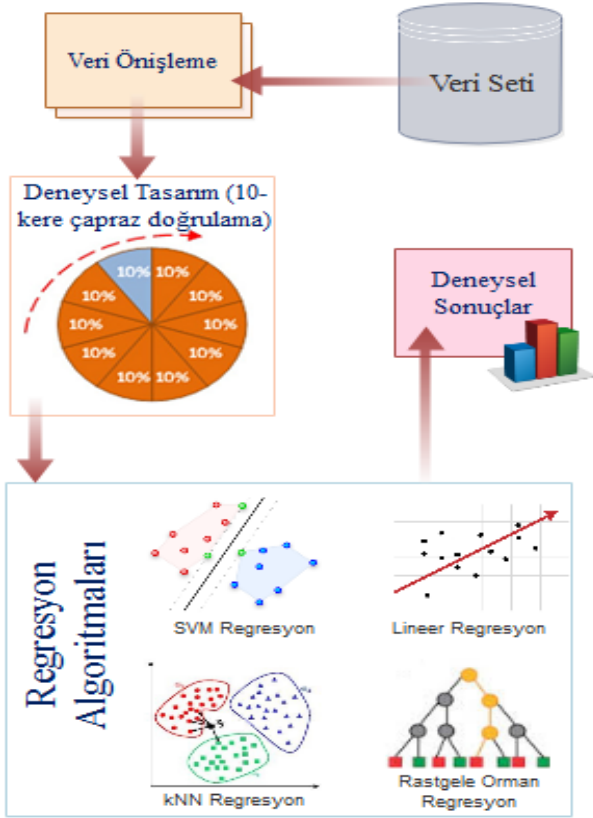 Veri Önişleme
Veri Seti
Deneysel Tasarım (10-
kere çapraz doğrulama)
10% 10%
10% 10%
10% 10%
10% 10%
10% 10%
Deneysel
Sonuçlar
Regresyon
Algoritmaları
SVM Regresyon
Lineer Regresyon
kNN Regresyon
Rastgele Orman
Regresyon